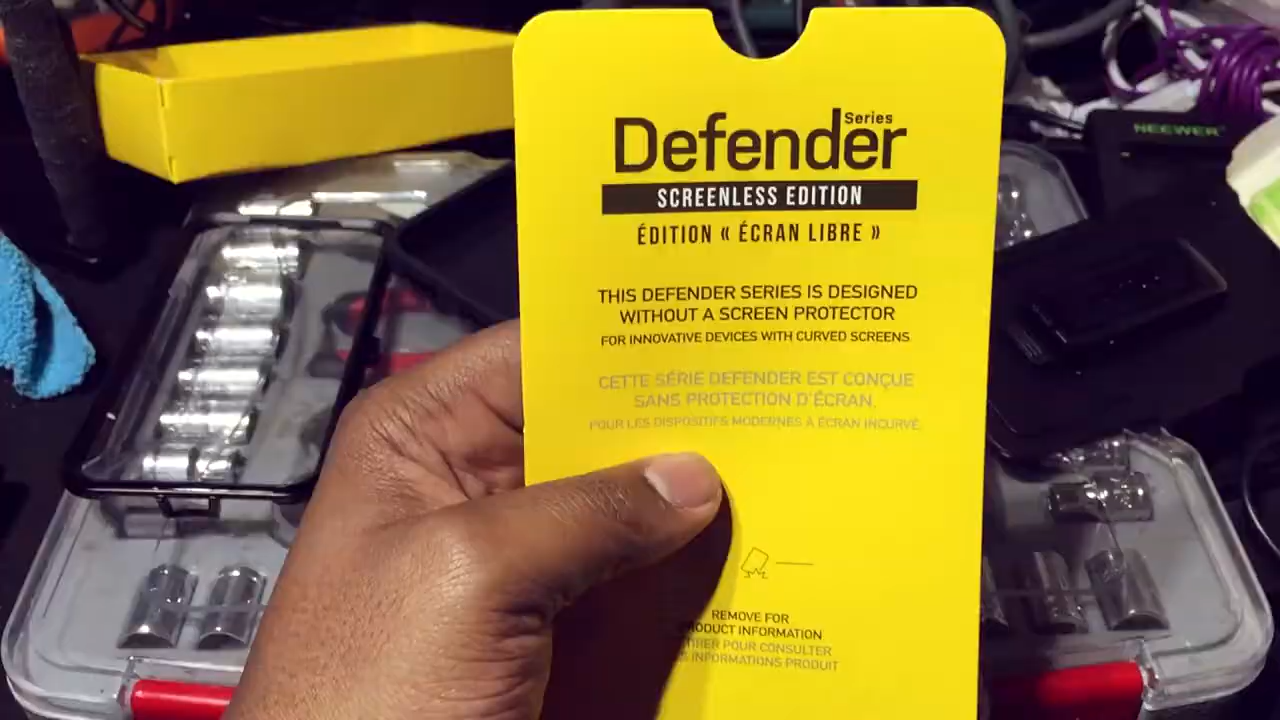 NEEWER
Defender Series
SCREENLESS EDITION
ÉDITION « ÉCRAN LIBRE »
THIS DEFENDER SERIES IS DESIGNED
WITHOUT A SCREEN PROTECTOR
FOR INNOVATIVE DEVICES WITH CURVED SCREENS
CETTE SÉRIE DEFENDER EST CONÇUE
SANS PROTECTION D'ÉCRAN.
POUR LES DISPOSITIFS MODERNES À ÉCRAN INCURVÉ.
REMOVE FOR
INFORMATION
POUR CONSULTER
INFORMATIONS PRODUIT